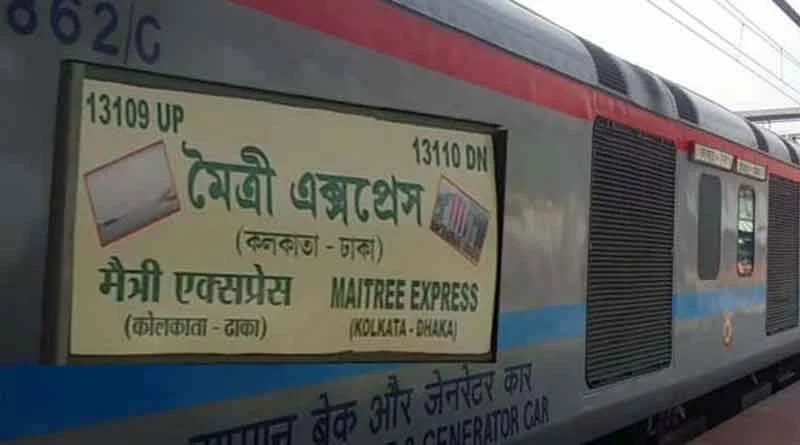 862/C
13109 UP
13110 DN
মৈত্রী এক্সপ্রেস
(কলকাতা - ঢাকা)
मैत्री एक्सप्रेस
(कोलकाता - ढाका)
MAITREE EXPRESS
(KOLKATA - DHAKA)
ब्रेक और जेनरेटर कार
& GENERATOR CAR